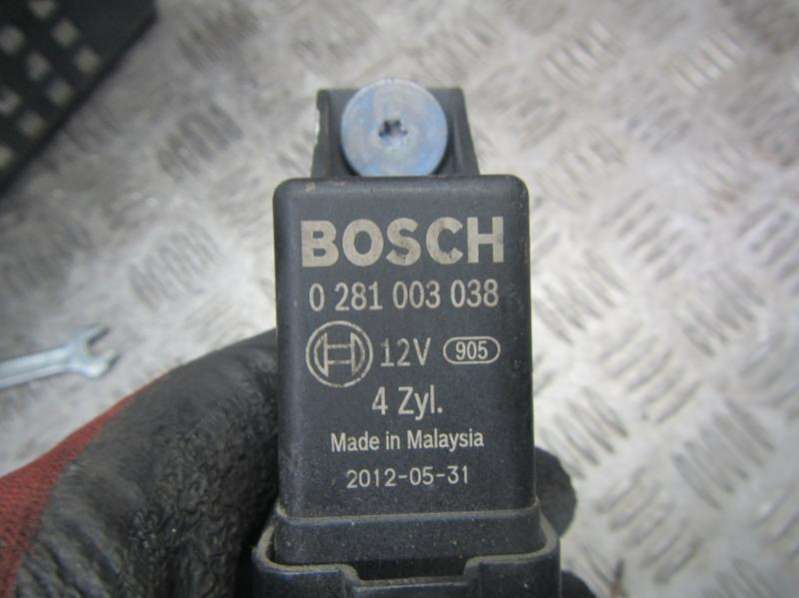 BOSCH
0 281 003 038
12V 905
4 Zyl.
Made in Malaysia
2012-05-31